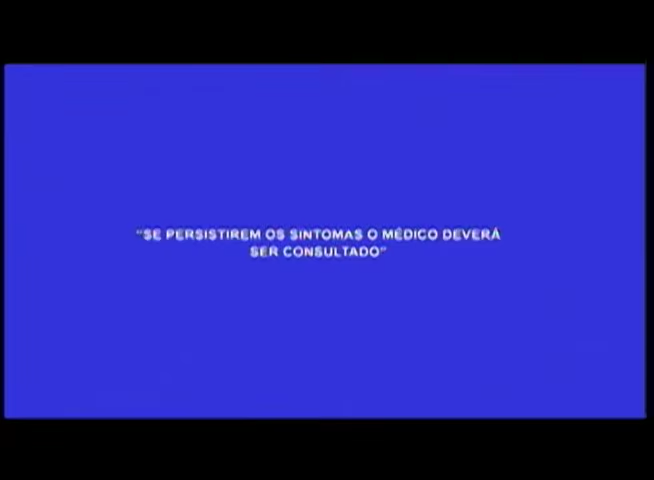 "SE PERSISTIREM OS SINTOMAS O MÉDICO DEVERÁ
SER CONSULTADO"